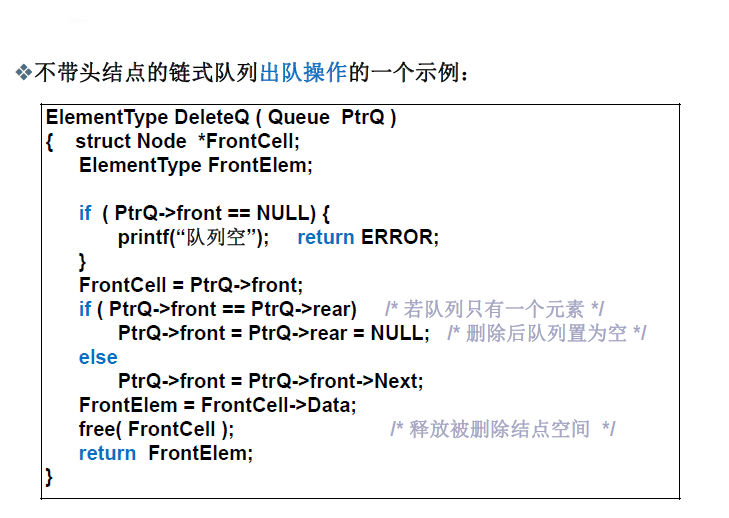 ❖不带头结点的链式队列出队操作的一个示例：
ElementType DeleteQ ( Queue PtrQ )
{ struct Node *FrontCell;
ElementType FrontElem;
if ( PtrQ->front == NULL) {
printf(“队列空”); return ERROR;
}
FrontCell = PtrQ->front;
if ( PtrQ->front == PtrQ->rear) /* 若队列只有一个元素 */
PtrQ->front = PtrQ->rear = NULL; /* 删除后队列置为空 */
else
PtrQ->front = PtrQ->front->Next;
FrontElem = FrontCell->Data;
free( FrontCell ); /* 释放被删除结点空间 */
return FrontElem;
}